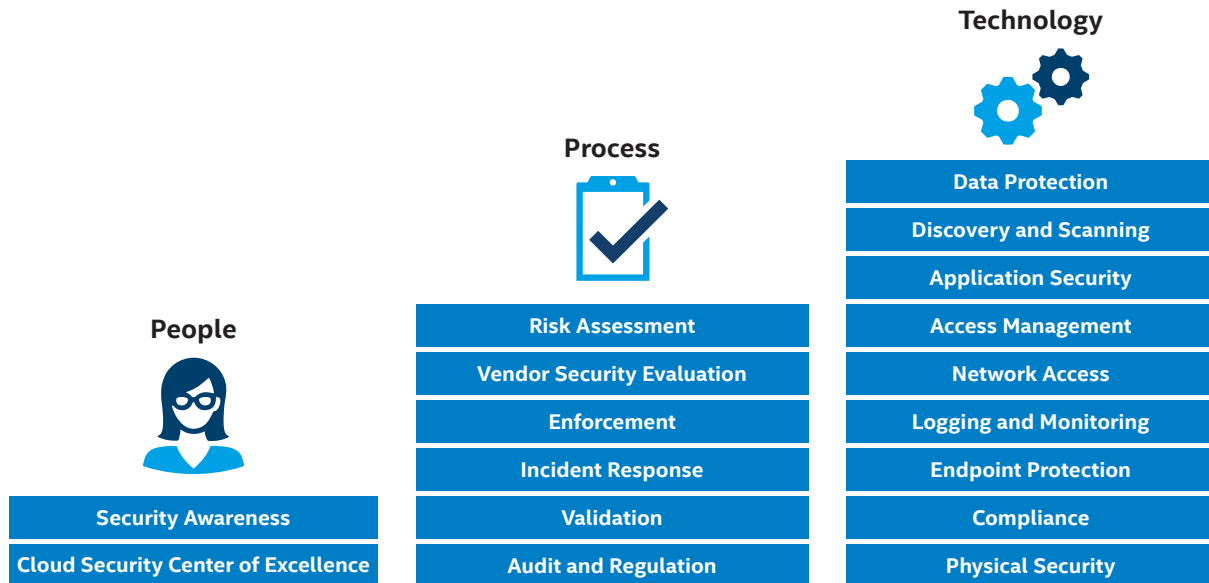 People
Security Awareness
Cloud Security Center of Excellence
Process
Risk Assessment
Vendor Security Evaluation
Enforcement
Incident Response
Validation
Audit and Regulation
Technology
Data Protection
Discovery and Scanning
Application Security
Access Management
Network Access
Logging and Monitoring
Endpoint Protection
Compliance
Physical Security